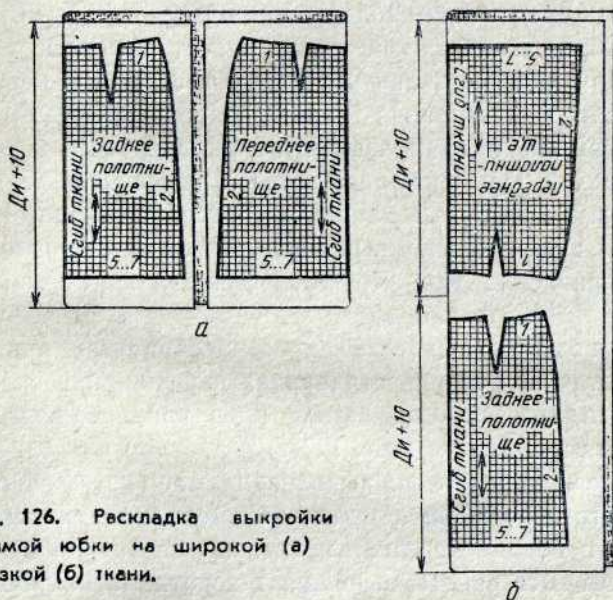 Ди+10
1
Заднее
полотни-
ще
Сгиб ткани
2
5...7
1
Переднее
полотни-
ще
Сгиб ткани
2
5...7
а
Ди+10
5...7
Сгиб ткани
Переднее
полотни-
ще
2
1
Ди+10
1
Заднее
полотни-
ще
Сгиб ткани
2
5...7
б
126. Раскладка выкройки
мой юбки на широкой (а)
зкой (б) ткани.